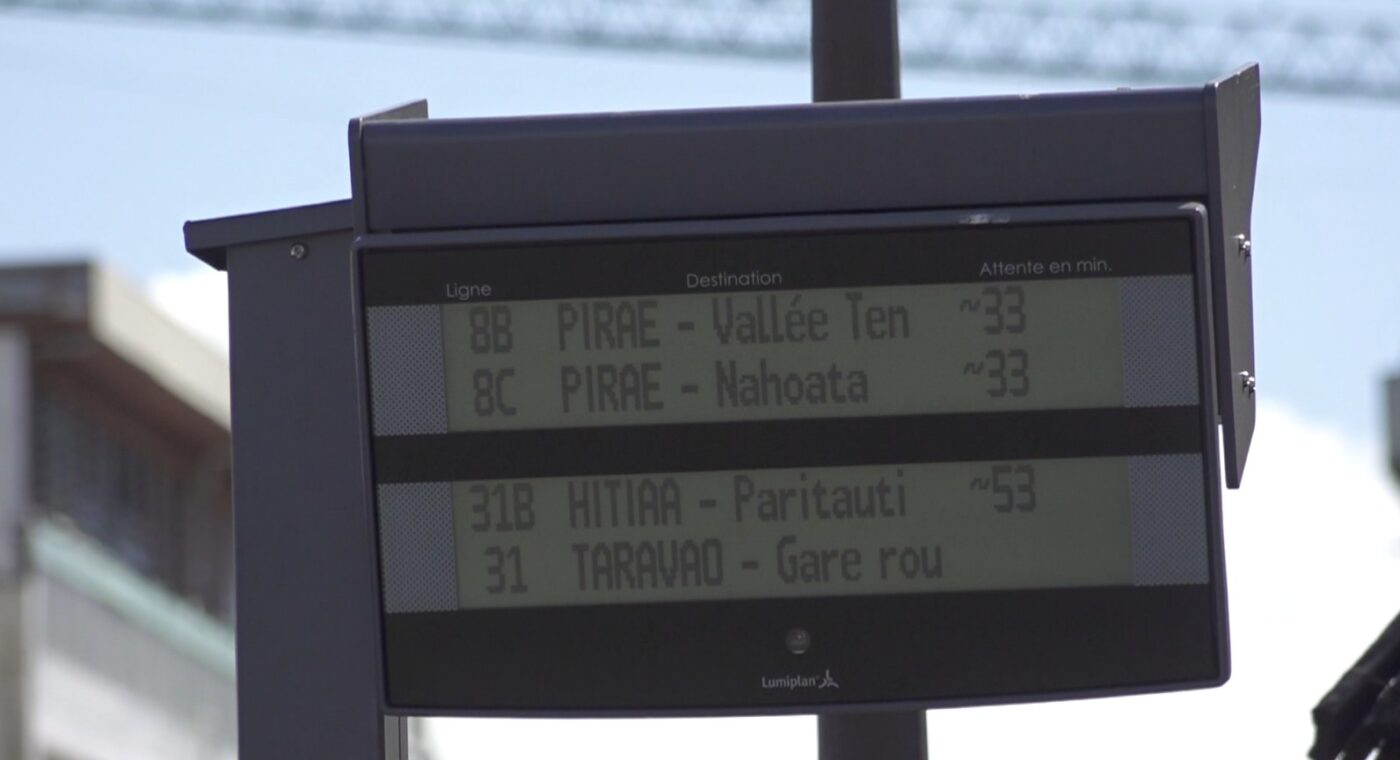 Ligne Destination Attente en min.
8B PIRAE - Vallée Ten ~33
8C PIRAE - Nahoata ~33
31B HITIAA - Paritauti ~53
31 TARAVAO - Gare rou
Lumiplan